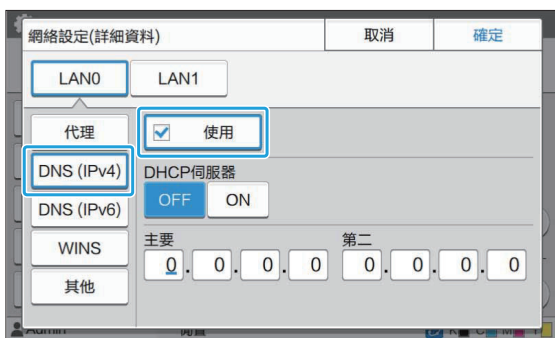 網絡設定(詳細資料) 取消 確定
LAN0 LAN1
代理 使用
DNS (IPv4) DHCP伺服器
OFF ON
DNS (IPv6)
WINS 主要 第二
0. 0. 0. 0 0. 0. 0. 0
其他
Admin K C M Y